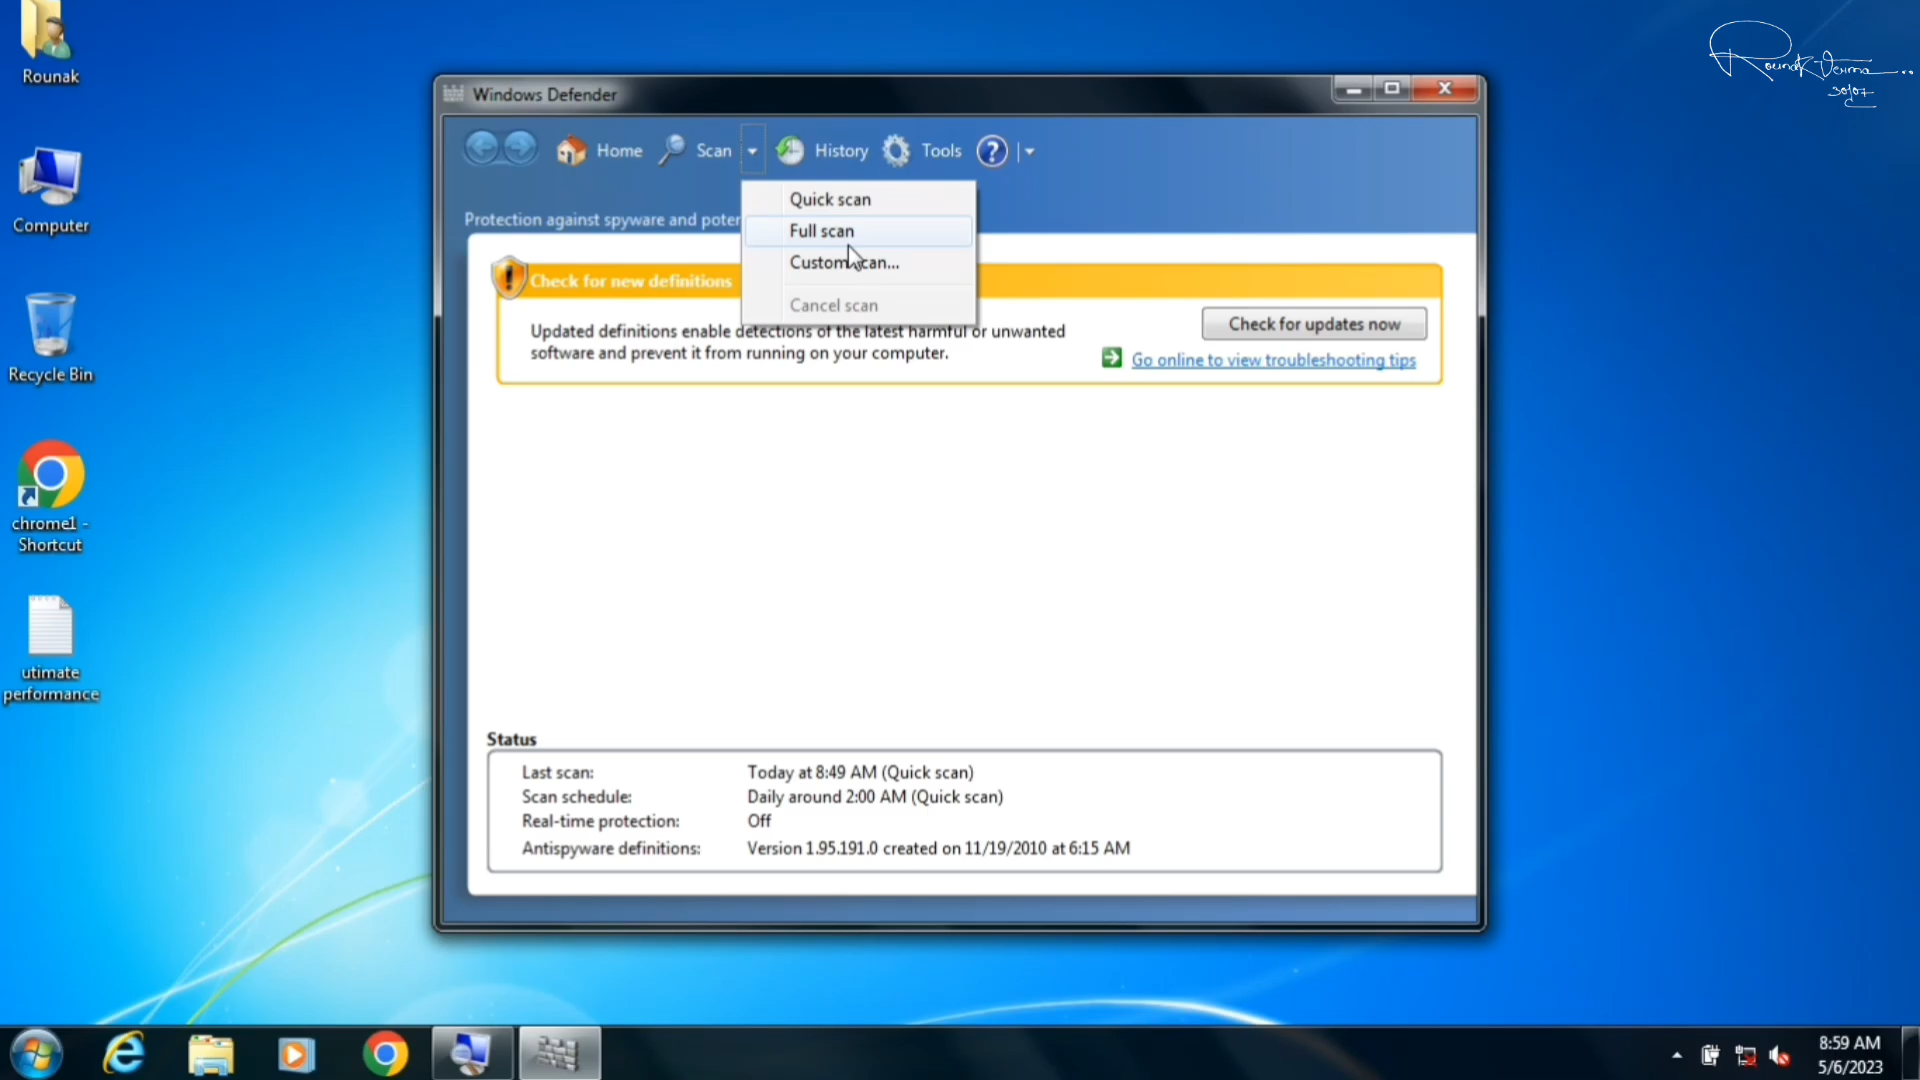 Rounak
Computer
Recycle Bin
chrome1 -
Shortcut
utimate
performance
Rounak Verma
30/07
Windows Defender
Home
Scan
History
Tools
?
Protection against spyware and poten
Quick scan
Full scan
Custom scan...
Cancel scan
Check for new definitions
Updated definitions enable detections of the latest harmful or unwanted
software and prevent it from running on your computer.
Check for updates now
Go online to view troubleshooting tips
Status
Last scan: Today at 8:49 AM (Quick scan)
Scan schedule: Daily around 2:00 AM (Quick scan)
Real-time protection: Off
Antispyware definitions: Version 1.95.191.0 created on 11/19/2010 at 6:15 AM
8:59 AM
5/6/2023